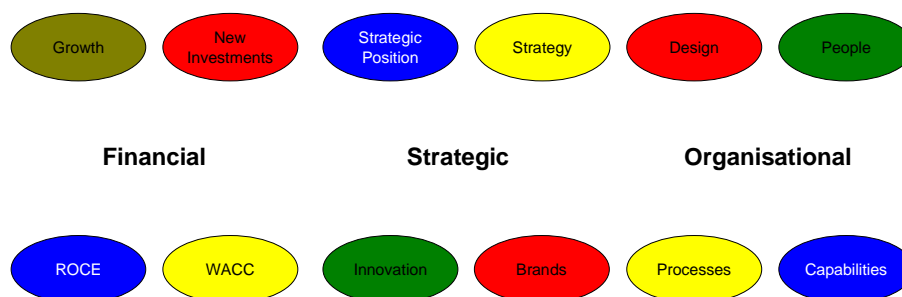 Growth
New
Investments
Strategic
Position
Strategy
Design
People
Financial
Strategic
Organisational
ROCE
WACC
Innovation
Brands
Processes
Capabilities